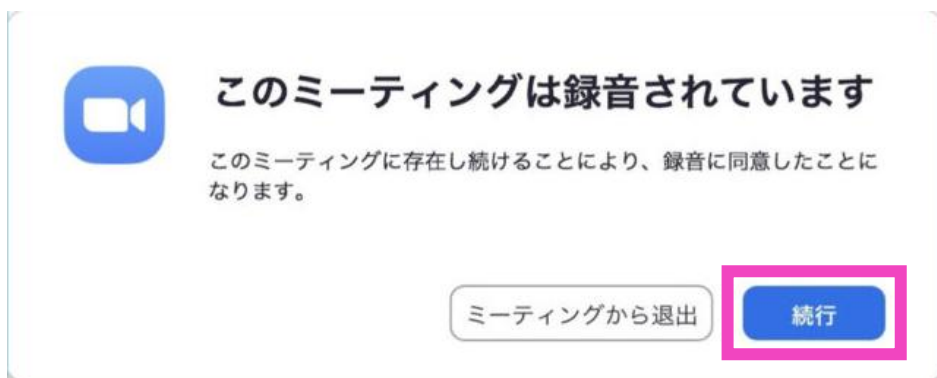 このミーティングは録音されています
このミーティングに存在し続けることにより、録音に同意したことに
なります。
ミーティングから退出
続行